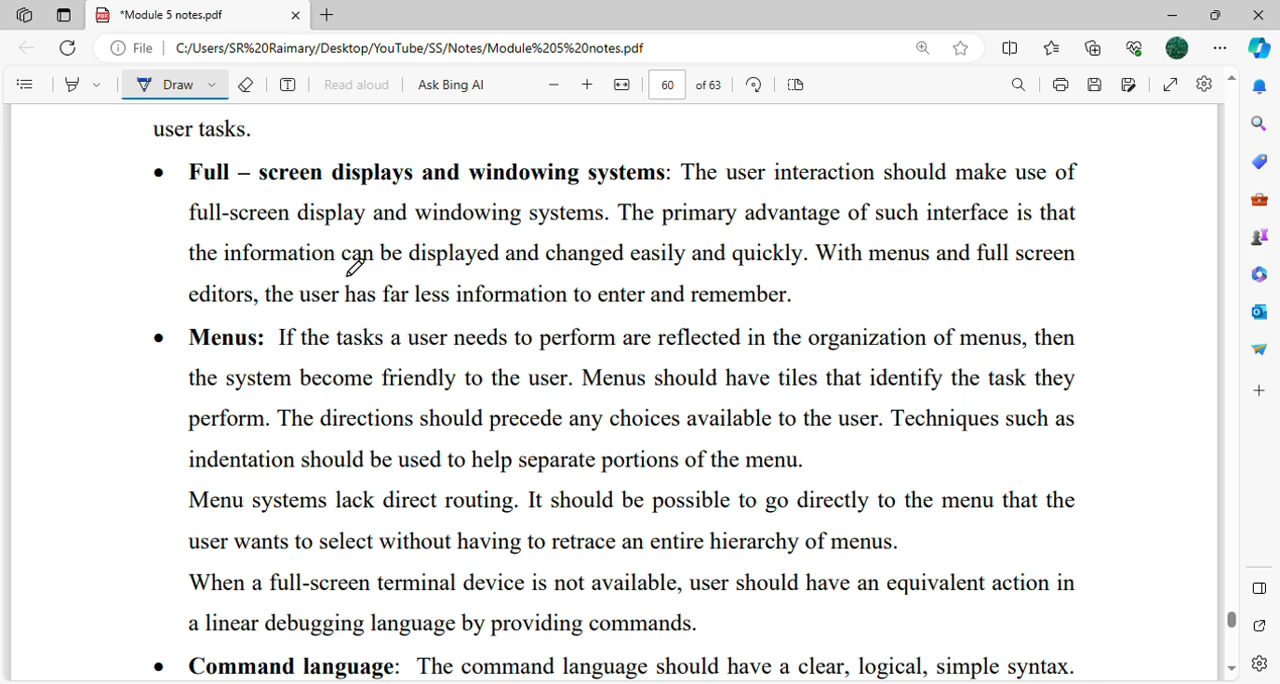 *Module 5 notes.pdf
File
C:/Users/SR%20Raimary/Desktop/YouTube/SS/Notes/Module%205%20notes.pdf
Draw
Read aloud
Ask Bing AI
60
of 63
user tasks.
• Full – screen displays and windowing systems: The user interaction should make use of
full-screen display and windowing systems. The primary advantage of such interface is that
the information can be displayed and changed easily and quickly. With menus and full screen
editors, the user has far less information to enter and remember.
• Menus: If the tasks a user needs to perform are reflected in the organization of menus, then
the system become friendly to the user. Menus should have tiles that identify the task they
perform. The directions should precede any choices available to the user. Techniques such as
indentation should be used to help separate portions of the menu.
Menu systems lack direct routing. It should be possible to go directly to the menu that the
user wants to select without having to retrace an entire hierarchy of menus.
When a full-screen terminal device is not available, user should have an equivalent action in
a linear debugging language by providing commands.
• Command language: The command language should have a clear, logical, simple syntax.